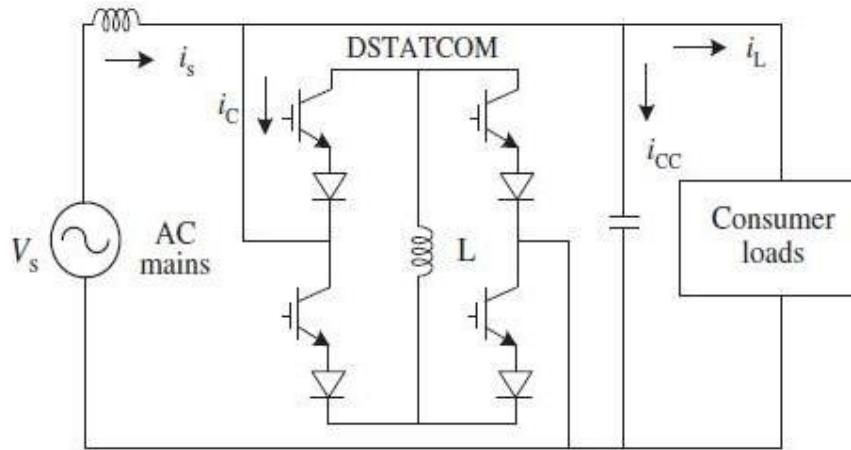 DSTATCOM
i_s
i_L
i_C
i_CC
V_s
AC
mains
L
Consumer
loads